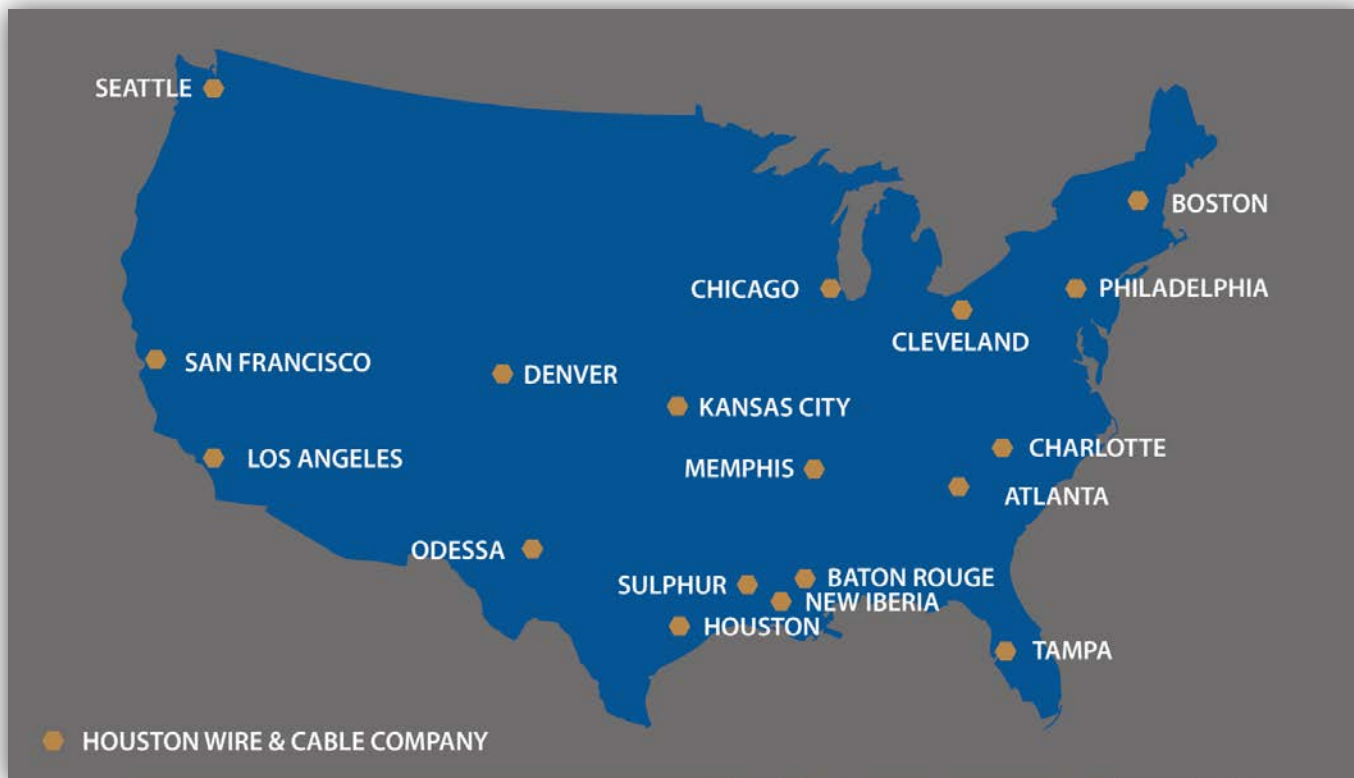 SEATTLE
BOSTON
CHICAGO
PHILADELPHIA
CLEVELAND
SAN FRANCISCO
DENVER
KANSAS CITY
CHARLOTTE
LOS ANGELES
MEMPHIS
ATLANTA
ODESSA
BATON ROUGE
SULPHUR
NEW IBERIA
HOUSTON
TAMPA
HOUSTON WIRE & CABLE COMPANY